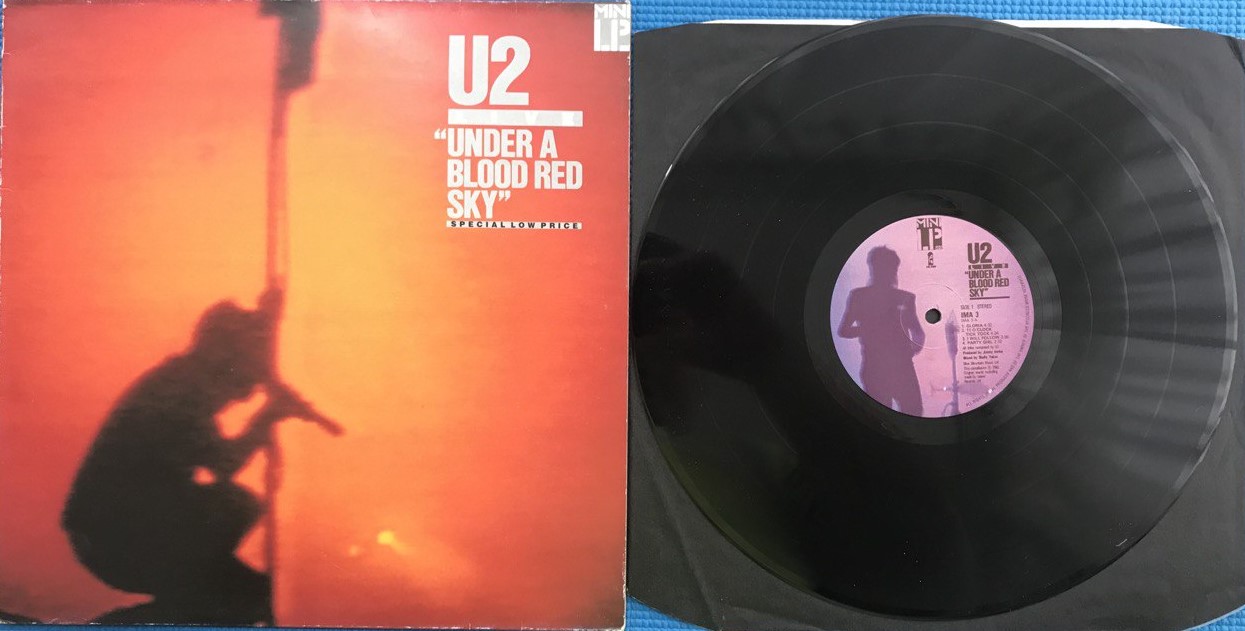 MINI
LP
U2
LIVE
“UNDER A
BLOOD RED
SKY”
SPECIAL LOW PRICE
MINI
LP
U2
LIVE
“UNDER A
BLOOD RED
SKY”
SIDE 1 STEREO
IMA 3
1. GLORIA
2. 11 O'CLOCK
TICK TOCK
3. I WILL FOLLOW
4. PARTY GIRL